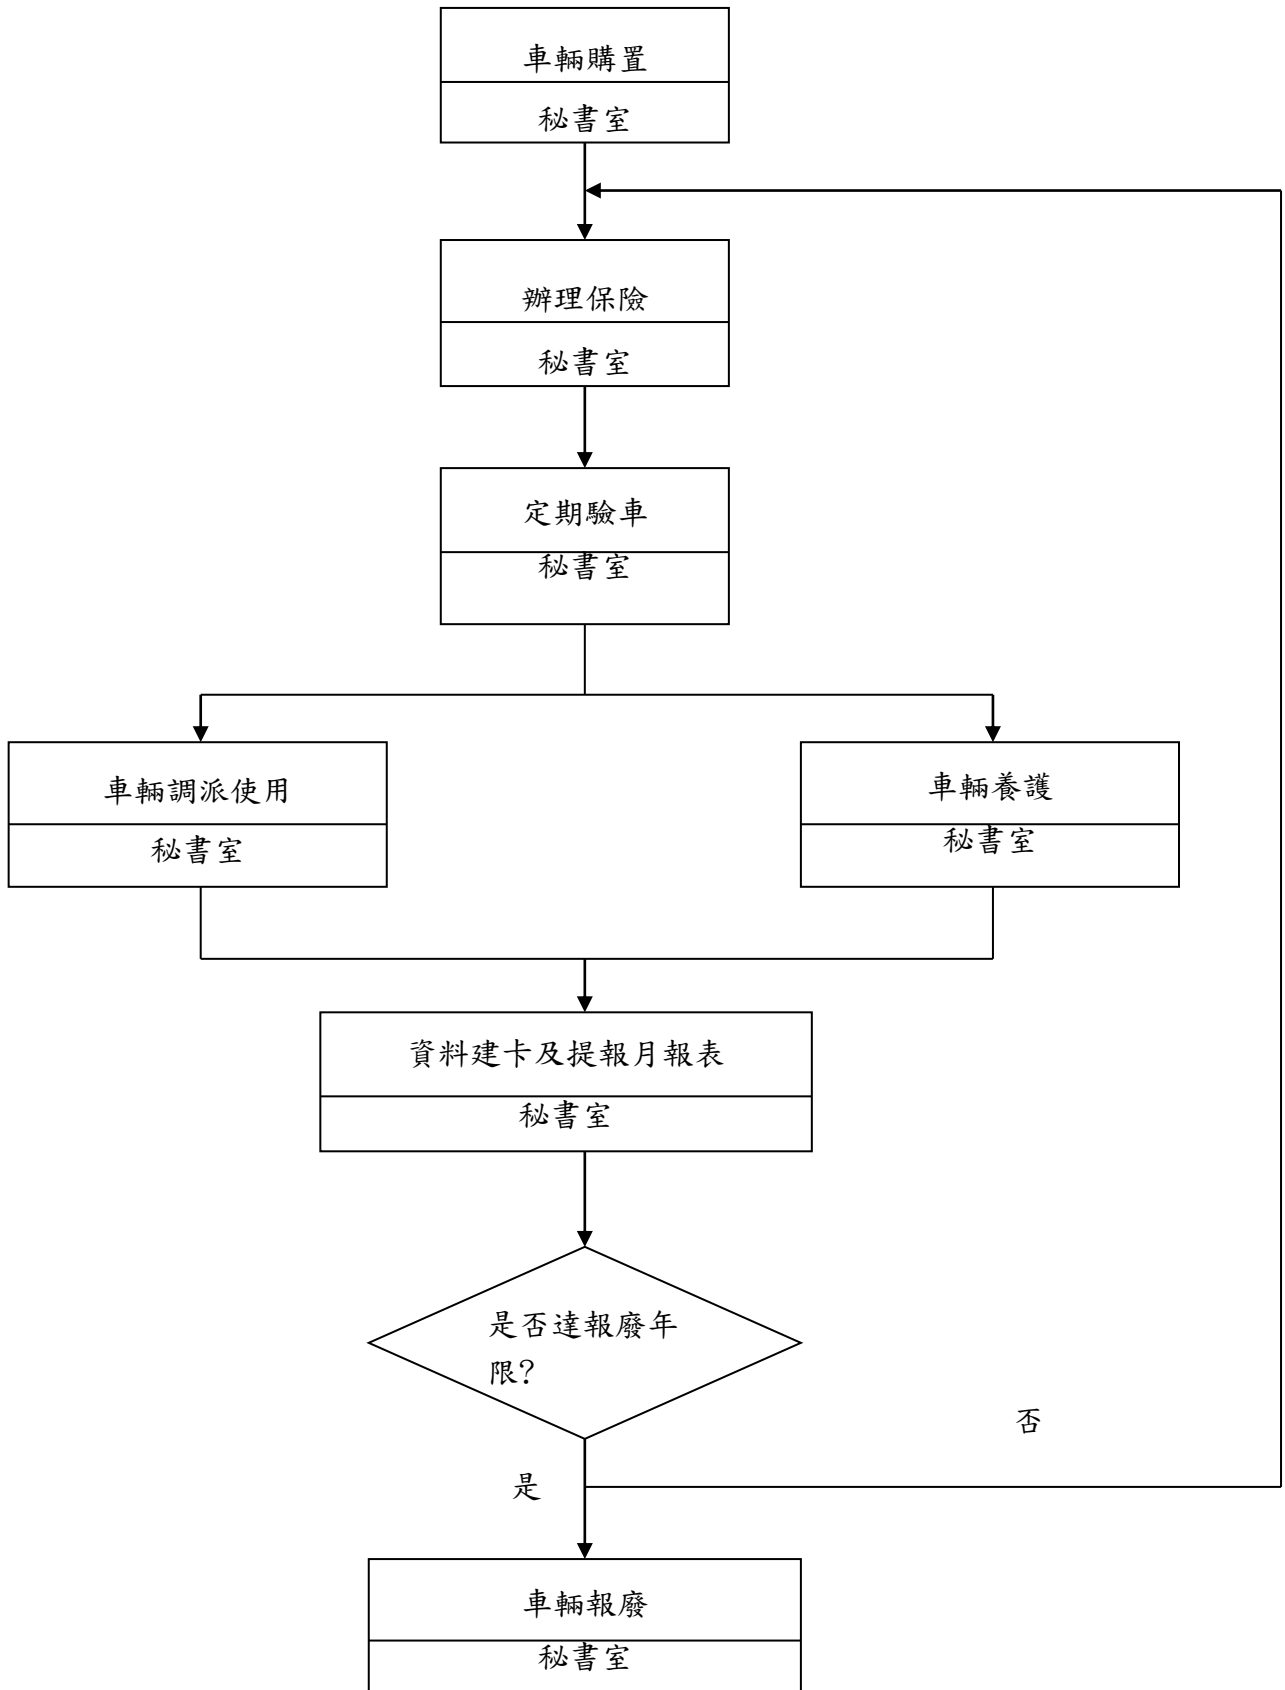 車輛購置
秘書室
辦理保險
秘書室
定期驗車
秘書室
車輛調派使用
秘書室
車輛養護
秘書室
資料建卡及提報月報表
秘書室
是否達報廢年
限?
否
是
車輛報廢
秘書室